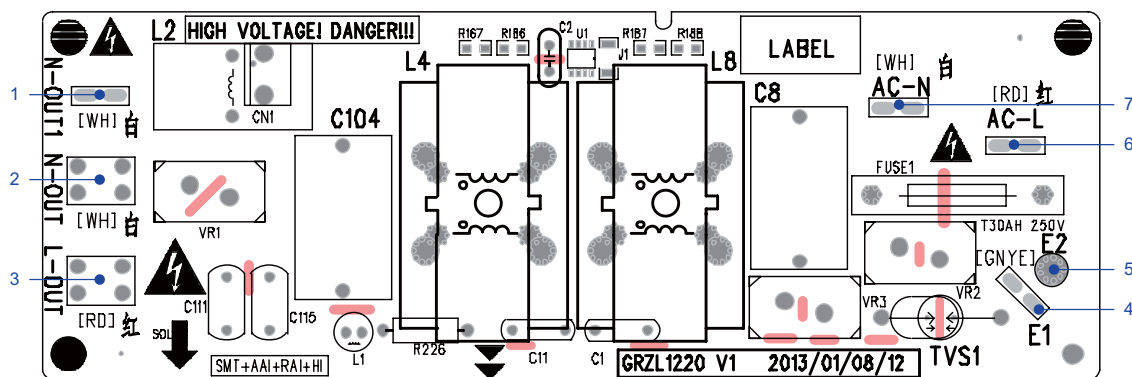 L2 HIGH VOLTAGE! DANGER!!!
R167 R166 C2 U1 J1 R187 R188
LABEL
L4 L8
[WH] 白
AC-N
[RD] 红
AC-L
1 7
6
N-OUT1
[WH] 白
CN1
C104
C8
2
N-OUT
[WH] 白
VR1
FUSE1
T30AH 250V
3
L-OUT
[RD] 红
[GNYE] E2
5
4
E1
C111 C115
VR3 VR2
SOL
L1 R226 C11 C1
TVS1
SMT+AAI+RAI+HI
GRZL1220 V1 2013/01/08/12